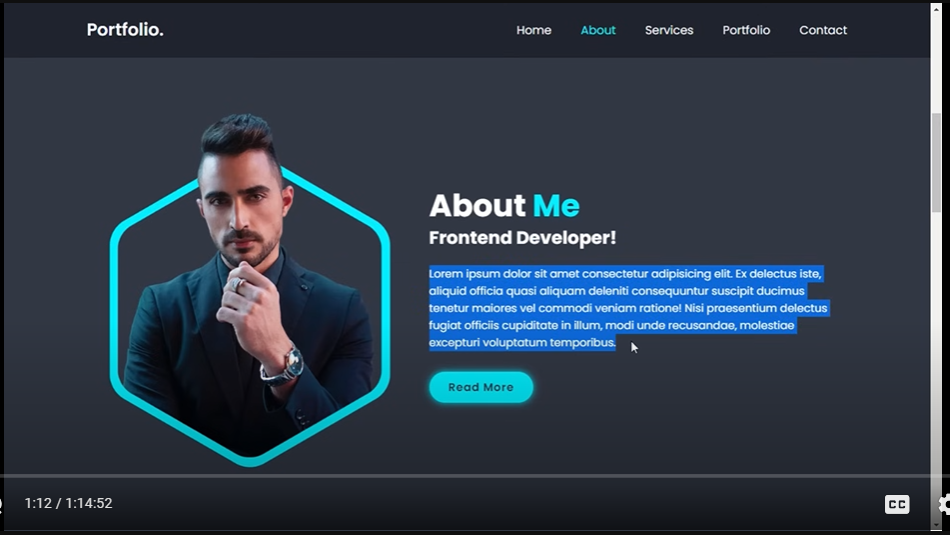 Portfolio.
Home About Services Portfolio Contact
About Me
Frontend Developer!
Lorem ipsum dolor sit amet consectetur adipisicing elit. Ex delectus iste,
aliquid officia quasi aliquam deleniti consequuntur suscipit ducimus
tenetur maiores vel commodi veniam ratione! Nisi praesentium delectus
fugiat officiis cupiditate in illum, modi unde recusandae, molestiae
excepturi voluptatum temporibus.
Read More
1:12 / 1:14:52
CC